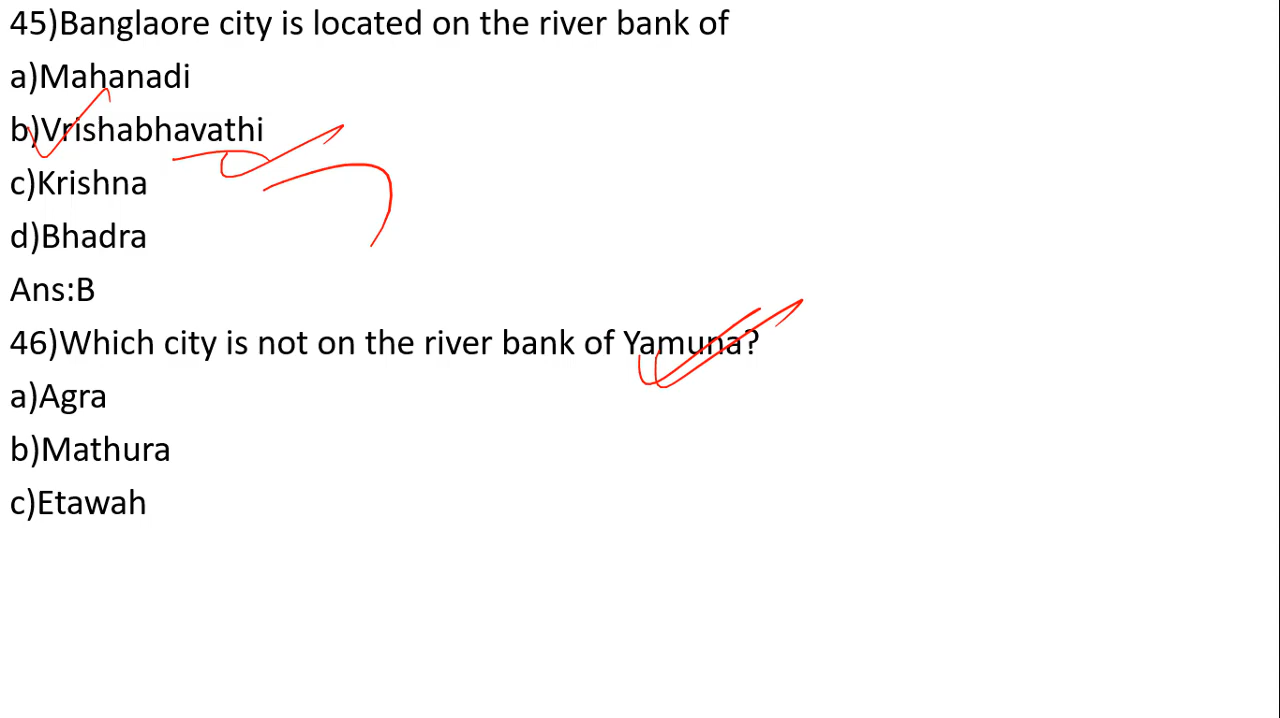 45)Banglaore city is located on the river bank of
a)Mahanadi
b)Vrishabhavathi
c)Krishna
d)Bhadra
Ans:B
46)Which city is not on the river bank of Yamuna?
a)Agra
b)Mathura
c)Etawah